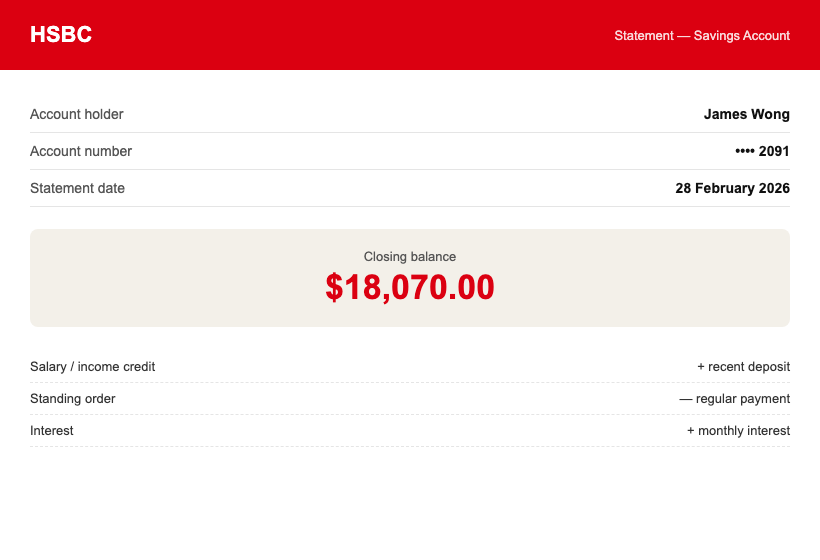 HSBC
Statement — Savings Account
Account holder James Wong
Account number •••• 2091
Statement date 28 February 2026
Closing balance
$18,070.00
Salary / income credit + recent deposit
Standing order — regular payment
Interest + monthly interest